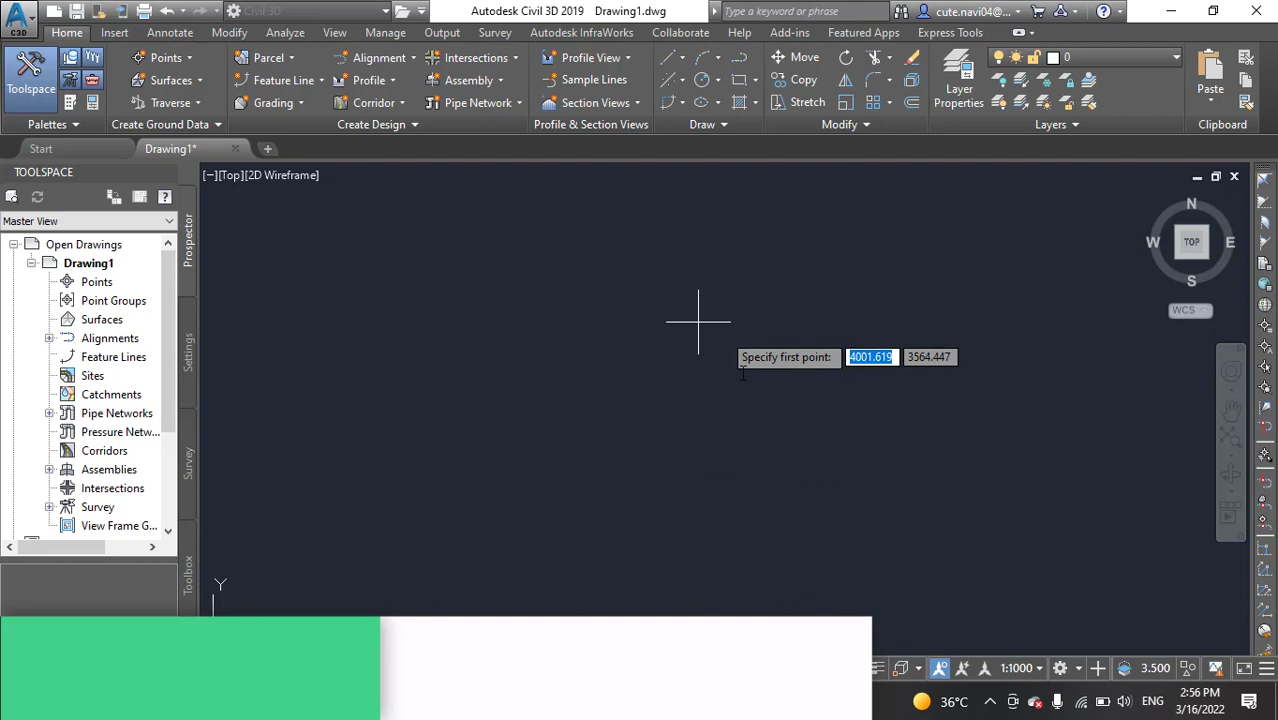 C3D
Civil 3D
Autodesk Civil 3D 2019 Drawing1.dwg
Type a keyword or phrase
cute.navi04@...
Home Insert Annotate Modify Analyze View Manage Output Survey Autodesk InfraWorks Collaborate Help Add-ins Featured Apps Express Tools
Toolspace
Palettes
Points
Surfaces
Traverse
Create Ground Data
Parcel
Feature Line
Grading
Alignment
Profile
Corridor
Intersections
Assembly
Pipe Network
Create Design
Profile View
Sample Lines
Section Views
Profile & Section Views
Draw
Move
Copy
Stretch
Modify
Layer
Properties
0
Layers
Paste
Clipboard
Start
Drawing1*
TOOLSPACE
Master View
Open Drawings
Drawing1
Points
Point Groups
Surfaces
Alignments
Feature Lines
Sites
Catchments
Pipe Networks
Pressure Netw...
Corridors
Assemblies
Intersections
Survey
View Frame G...
Prospector
Settings
Survey
Toolbox
[−][Top][2D Wireframe]
N
W TOP E
S
WCS
Specify first point: 4001.619 3564.447
Y
1:1000
3.500
36°C
ENG
2:56 PM
3/16/2022